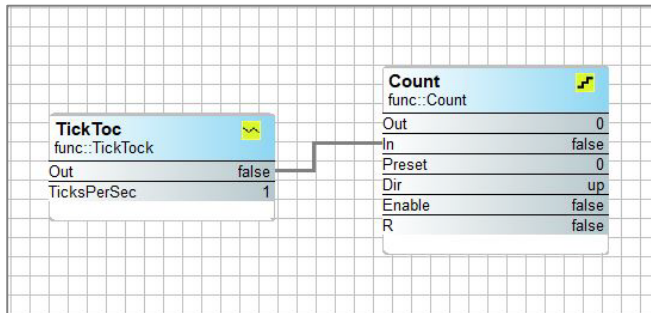 TickToc
func::TickTock
Out false
TicksPerSec 1
Count
func::Count
Out 0
In false
Preset 0
Dir up
Enable false
R false